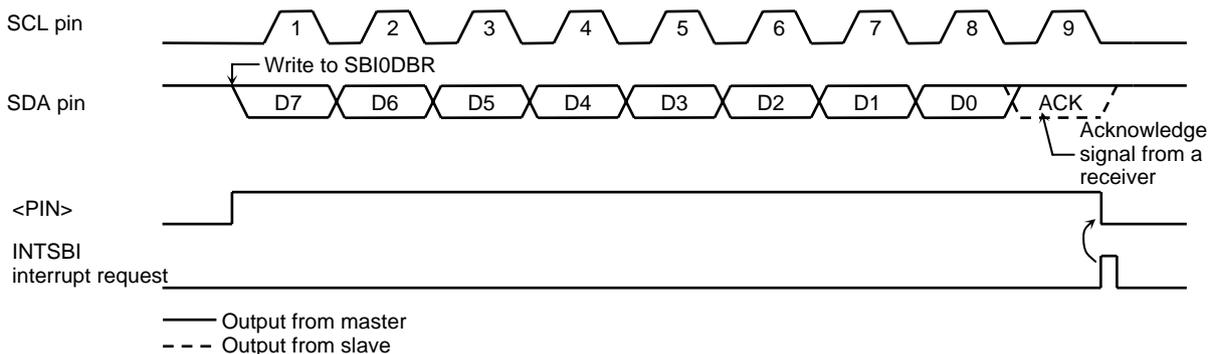 SCL pin
1 2 3 4 5 6 7 8 9
Write to SBI0DBR
SDA pin
D7 D6 D5 D4 D3 D2 D1 D0 ACK
Acknowledge
signal from a
receiver
<PIN>
INTSBI
interrupt request
Output from master
Output from slave